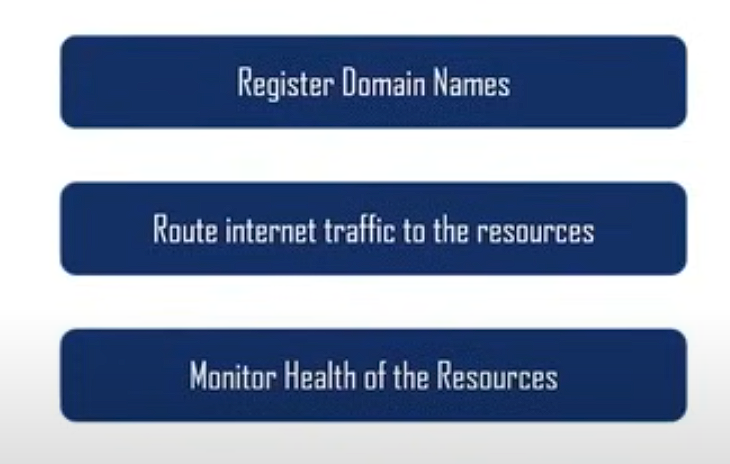 Register Domain Names
Route internet traffic to the resources
Monitor Health of the Resources